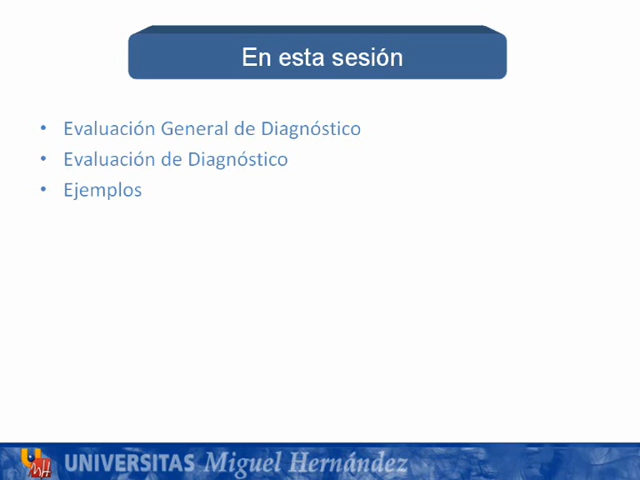 En esta sesión
• Evaluación General de Diagnóstico
• Evaluación de Diagnóstico
• Ejemplos
UNIVERSITAS Miguel Hernández